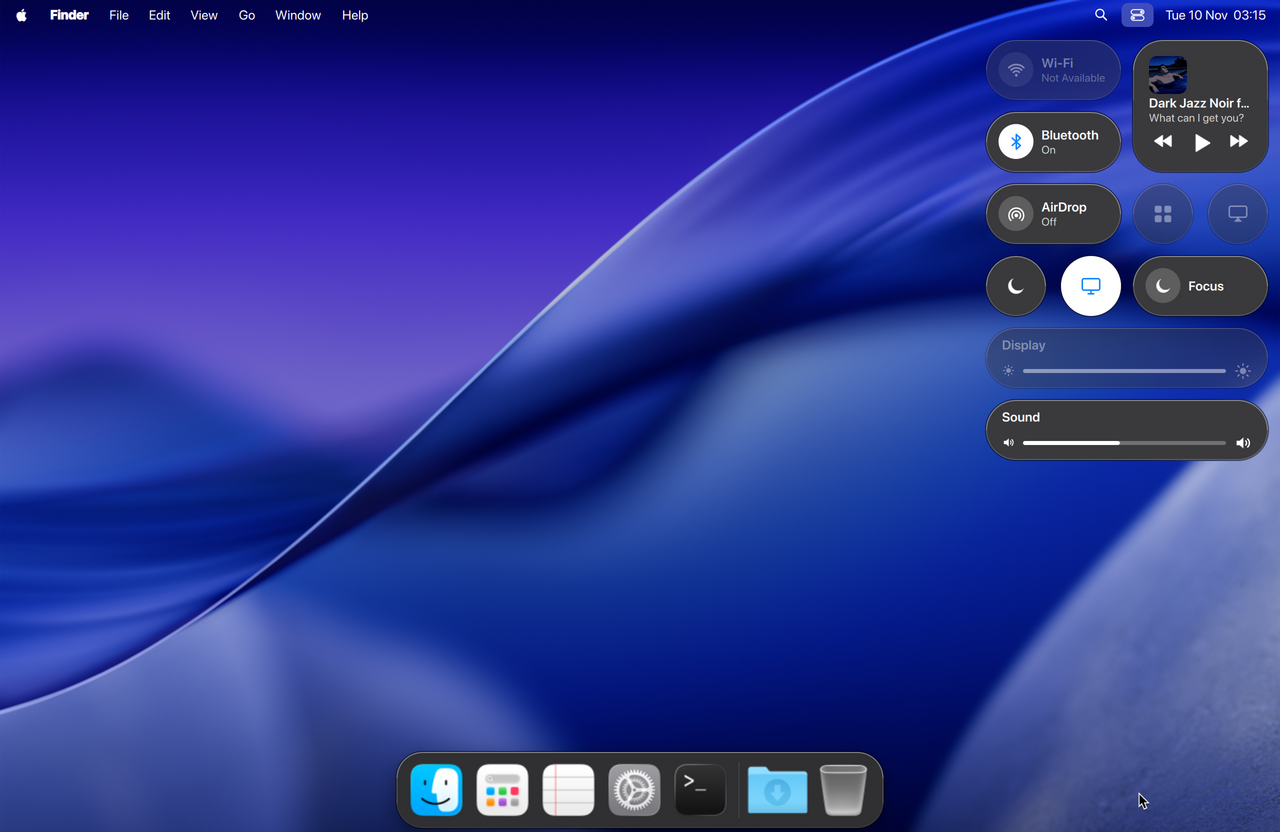 Finder File Edit View Go Window Help Tue 10 Nov 03:15
Wi-Fi
Not Available
Dark Jazz Noir f...
What can I get you?
Bluetooth
On
AirDrop
Off
Focus
Display
Sound
>_